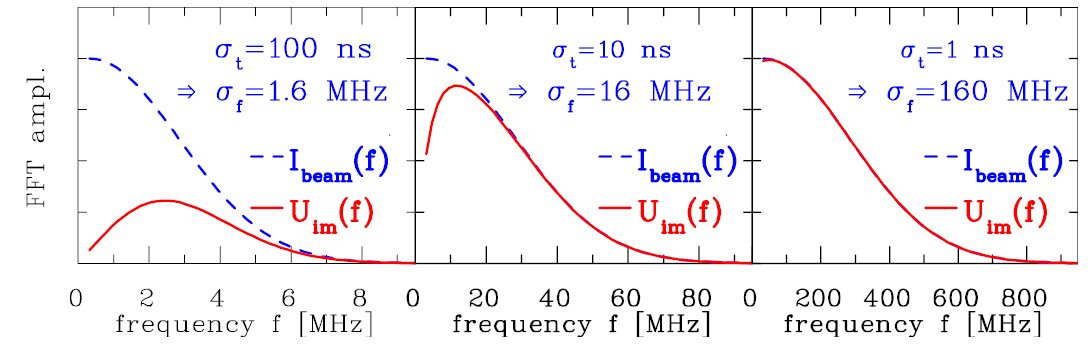 FFT ampl.
σt=100 ns
⇒ σf=1.6 MHz
Ibeam(f)
Uim(f)
0 2 4 6 8
frequency f [MHz]
σt=10 ns
⇒ σf=16 MHz
Ibeam(f)
Uim(f)
0 20 40 60 80
frequency f [MHz]
σt=1 ns
⇒ σf=160 MHz
Ibeam(f)
Uim(f)
0 200 400 600 800
frequency f [MHz]